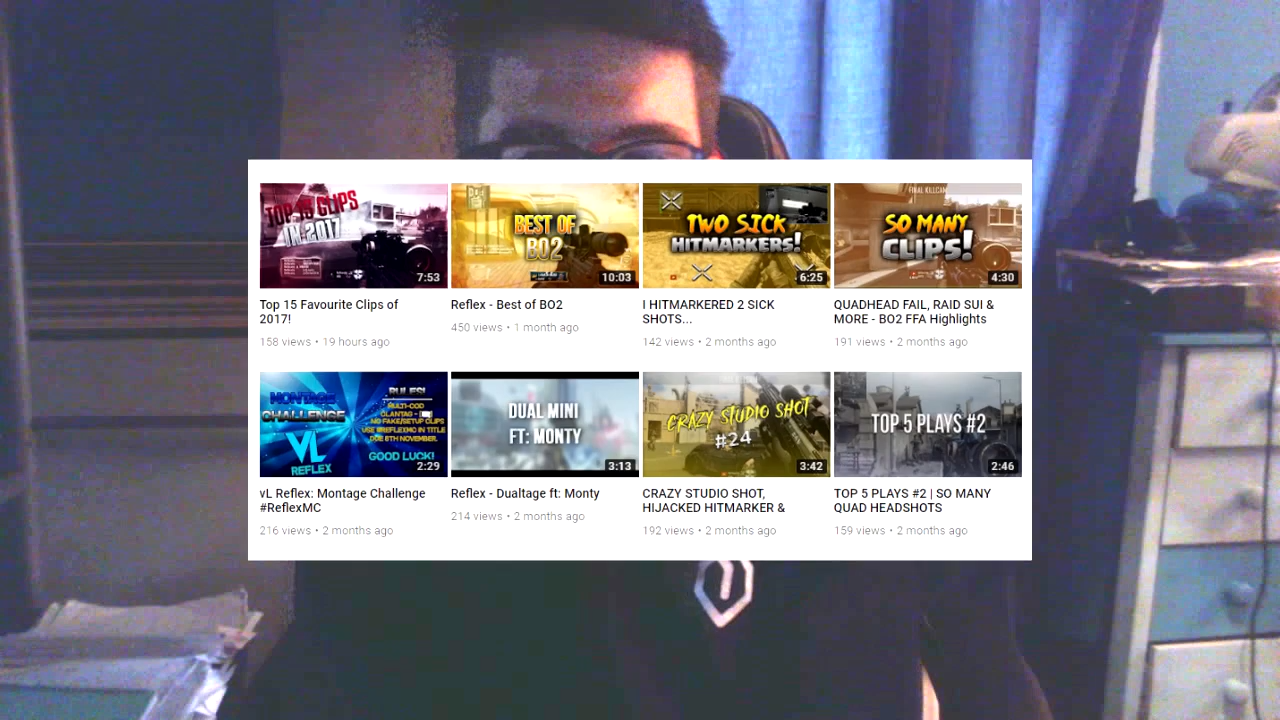 TOP 15 CLIPS
IN 2017
7:53
BEST OF
BO2
10:03
TWO SICK
HITMARKERS!
6:25
FINAL KILLCAM
SO MANY
CLIPS!
4:30
Top 15 Favourite Clips of
2017!
158 views • 19 hours ago
Reflex - Best of BO2
450 views • 1 month ago
I HITMARKERED 2 SICK
SHOTS...
142 views • 2 months ago
QUADHEAD FAIL, RAID SUI &
MORE - BO2 FFA Highlights
191 views • 2 months ago
MONTAGE
CHALLENGE
VL
REFLEX
RULES!
MULTI-COD
CLANTAG -
NO FAKE/SETUP CLIPS
USE #REFLEXMC IN TITLE
DUE 6TH NOVEMBER.
GOOD LUCK!
2:29
DUAL MINI
FT: MONTY
3:13
CRAZY STUDIO SHOT
#24
3:42
TOP 5 PLAYS #2
2:46
vL Reflex: Montage Challenge
#ReflexMC
216 views • 2 months ago
Reflex - Dualtage ft: Monty
214 views • 2 months ago
CRAZY STUDIO SHOT,
HIJACKED HITMARKER &
192 views • 2 months ago
TOP 5 PLAYS #2 | SO MANY
QUAD HEADSHOTS
159 views • 2 months ago